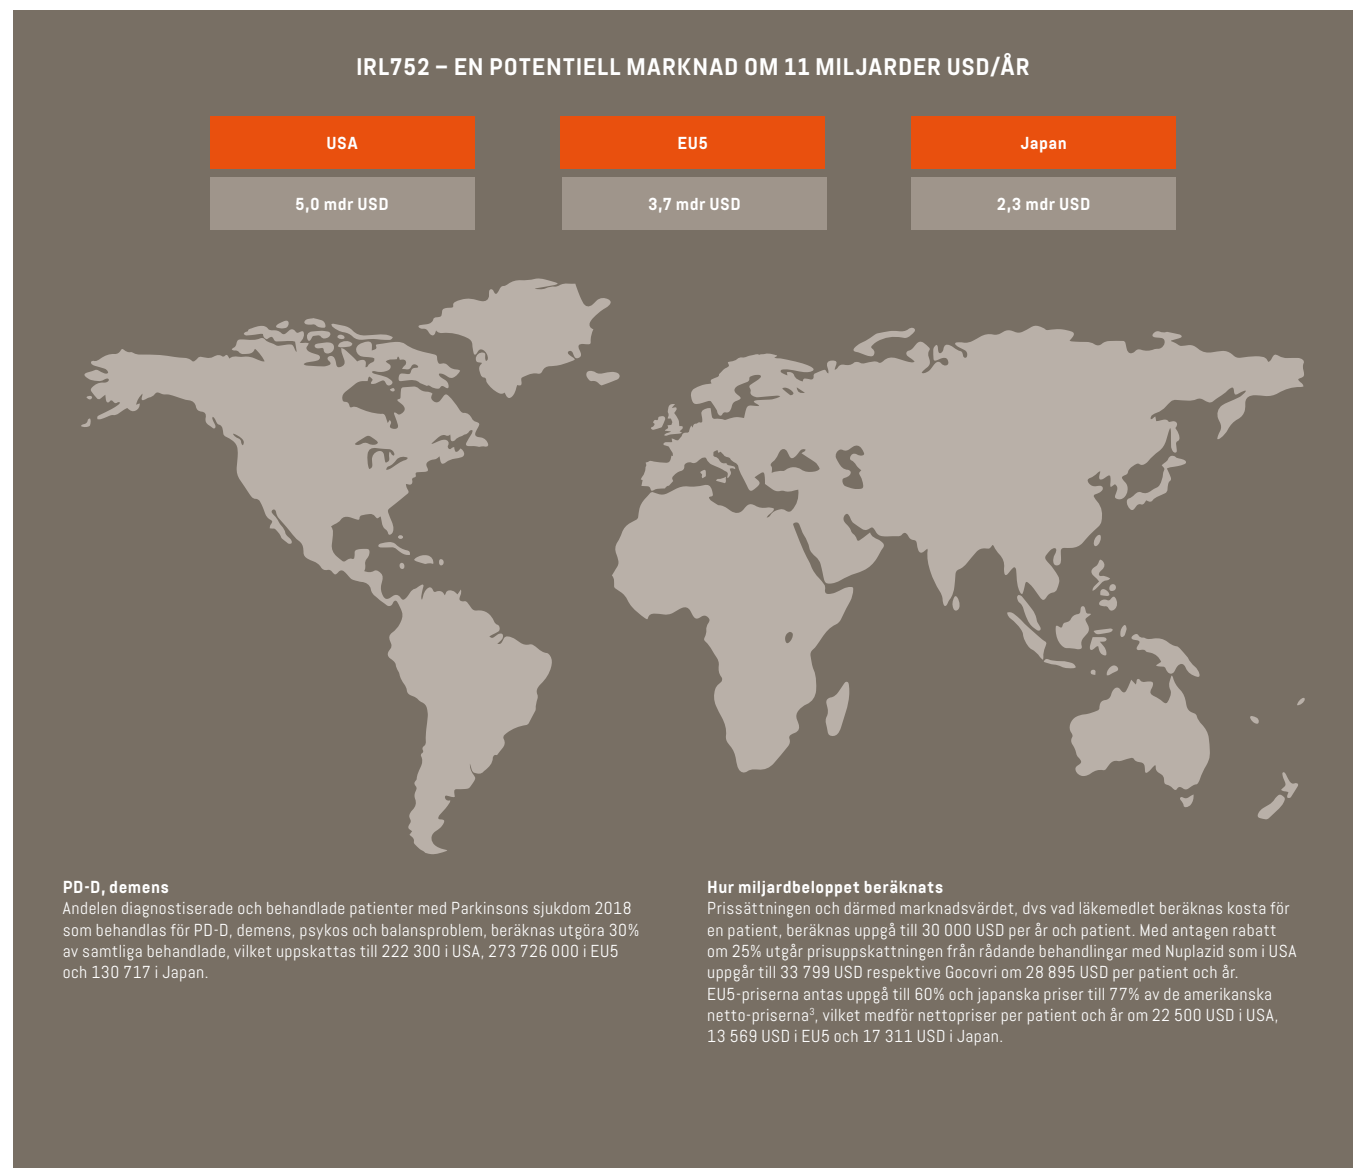 IRL752 – EN POTENTIELL MARKNAD OM 11 MILJARDER USD/ÅR
USA
EU5
Japan
5,0 mdr USD
3,7 mdr USD
2,3 mdr USD
PD-D, demens
Andelen diagnostiserade och behandlade patienter med Parkinsons sjukdom 2018
som behandlas för PD-D, demens, psykos och balansproblem, beräknas utgöra 30%
av samtliga behandlade, vilket uppskattas till 222 300 i USA, 273 726 000 i EU5
och 130 717 i Japan.
Hur miljardbeloppet beräknats
Prissättningen och därmed marknadsvärdet, dvs vad läkemedlet beräknas kosta för
en patient, beräknas uppgå till 30 000 USD per år och patient. Med antagen rabatt
om 25% utgår prisuppskattningen från rådande behandlingar med Nuplazid som i USA
uppgår till 33 799 USD respektive Gocovri om 28 895 USD per patient och år.
EU5-priserna antas uppgå till 60% och japanska priser till 77% av de amerikanska
netto-priserna³, vilket medför nettopriser per patient och år om 22 500 USD i USA,
13 569 USD i EU5 och 17 311 USD i Japan.